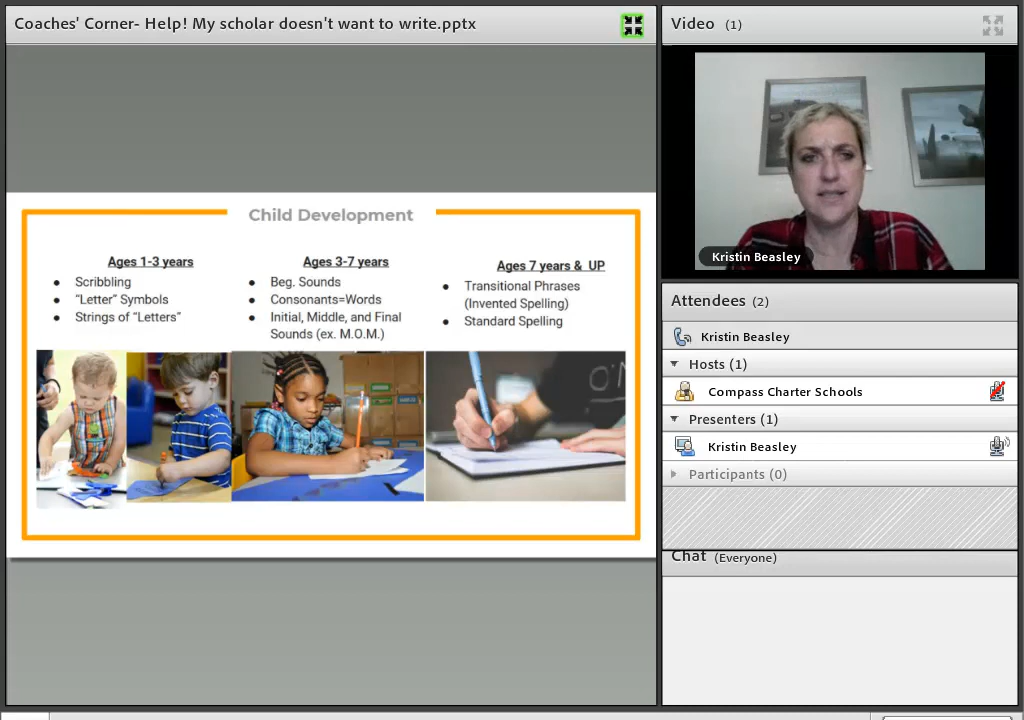 Coaches' Corner- Help! My scholar doesn't want to write.pptx
Child Development
Ages 1-3 years
Scribbling
"Letter" Symbols
Strings of "Letters"
Ages 3-7 years
Beg. Sounds
Consonants=Words
Initial, Middle, and Final
Sounds (ex. M.O.M.)
Ages 7 years & UP
Transitional Phrases
(Invented Spelling)
Standard Spelling
Video (1)
Kristin Beasley
Attendees (2)
Kristin Beasley
Hosts (1)
Compass Charter Schools
Presenters (1)
Kristin Beasley
Participants (0)
Chat (Everyone)